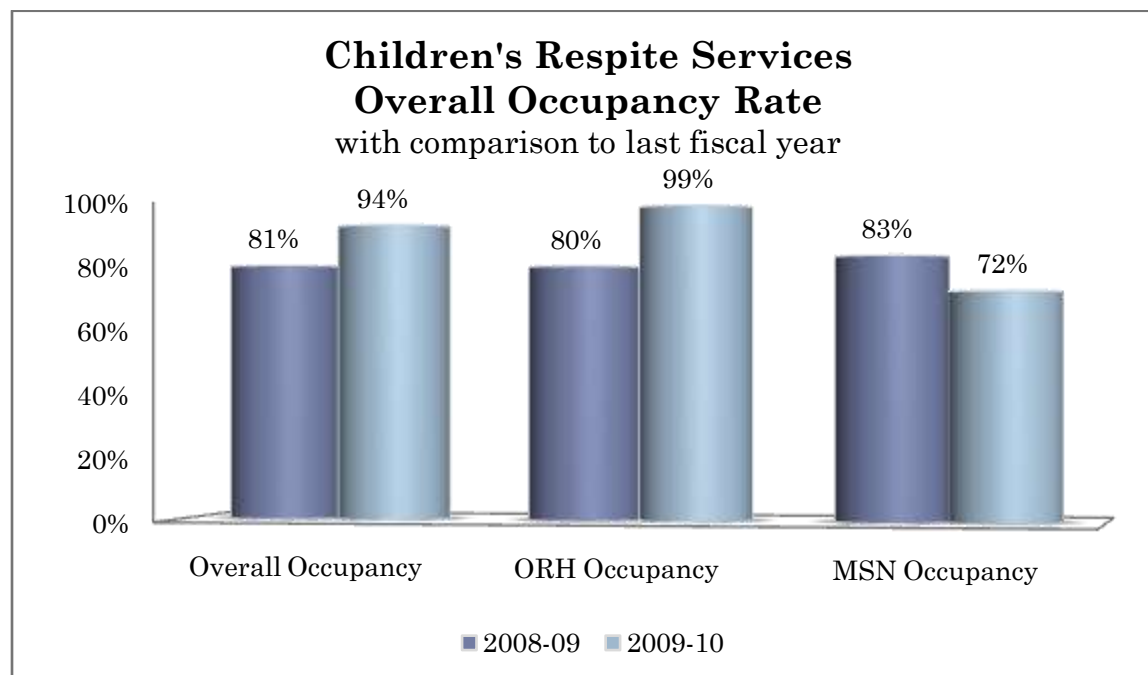 Children's Respite Services
Overall Occupancy Rate
with comparison to last fiscal year
100%
80%
60%
40%
20%
0%
81%
94%
80%
99%
83%
72%
Overall Occupancy
ORH Occupancy
MSN Occupancy
2008-09
2009-10